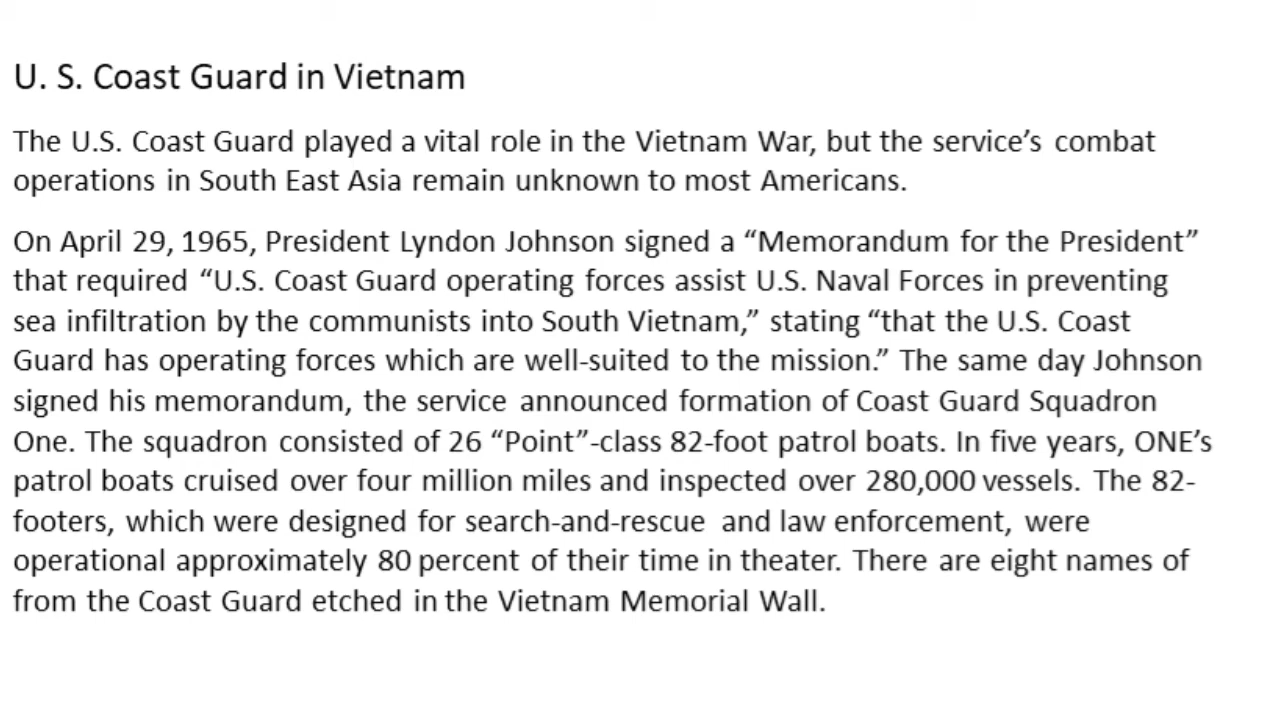 U. S. Coast Guard in Vietnam
The U.S. Coast Guard played a vital role in the Vietnam War, but the service’s combat
operations in South East Asia remain unknown to most Americans.
On April 29, 1965, President Lyndon Johnson signed a “Memorandum for the President”
that required “U.S. Coast Guard operating forces assist U.S. Naval Forces in preventing
sea infiltration by the communists into South Vietnam,” stating “that the U.S. Coast
Guard has operating forces which are well-suited to the mission.” The same day Johnson
signed his memorandum, the service announced formation of Coast Guard Squadron
One. The squadron consisted of 26 “Point”-class 82-foot patrol boats. In five years, ONE’s
patrol boats cruised over four million miles and inspected over 280,000 vessels. The 82-
footers, which were designed for search-and-rescue and law enforcement, were
operational approximately 80 percent of their time in theater. There are eight names of
from the Coast Guard etched in the Vietnam Memorial Wall.